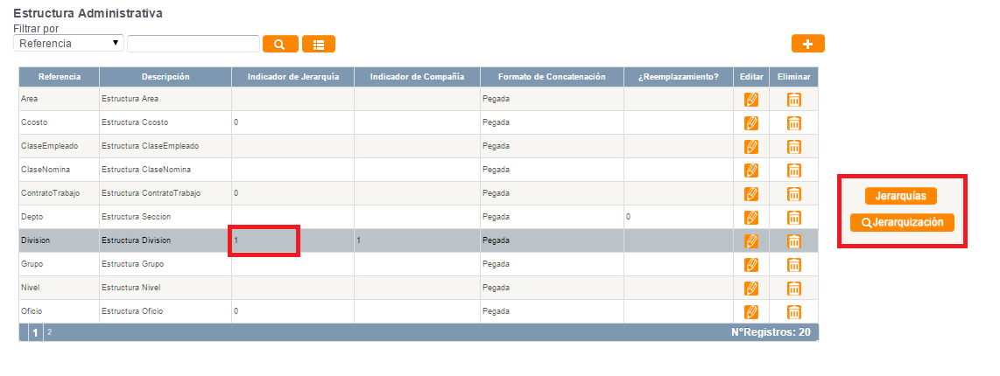 Estructura Administrativa
Filtrar por
Referencia
Referencia Descripción Indicador de Jerarquía Indicador de Compañía Formato de Concatenación ¿Reemplazamiento? Editar Eliminar
Area Estructura Area Pegada
Ccosto Estructura Ccosto 0 Pegada
ClaseEmpleado Estructura ClaseEmpleado Pegada
ClaseNomina Estructura ClaseNomina Pegada
ContratoTrabajo Estructura ContratoTrabajo 0 Pegada
Depto Estructura Seccion Pegada 0
Division Estructura Division 1 1 Pegada
Grupo Estructura Grupo Pegada
Nivel Estructura Nivel Pegada
Oficio Estructura Oficio 0 Pegada
1 2 N°Registros: 20
Jerarquías
Jerarquización